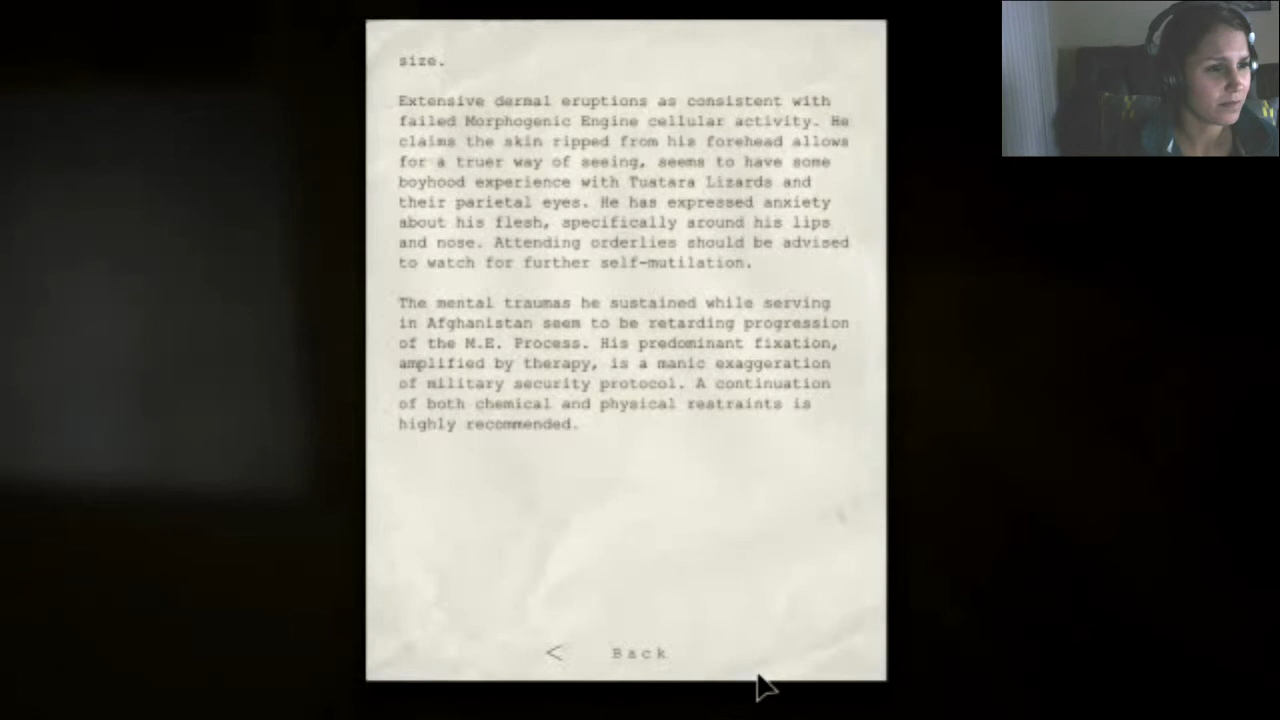 size.
Extensive dermal eruptions as consistent with
failed Morphogenic Engine cellular activity. He
claims the skin ripped from his forehead allows
for a truer way of seeing, seems to have some
boyhood experience with Tuatara Lizards and
their parietal eyes. He has expressed anxiety
about his flesh, specifically around his lips
and nose. Attending orderlies should be advised
to watch for further self-mutilation.
The mental traumas he sustained while serving
in Afghanistan seem to be retarding progression
of the M.E. Process. His predominant fixation,
amplified by therapy, is a manic exaggeration
of military security protocol. A continuation
of both chemical and physical restraints is
highly recommended.
< Back